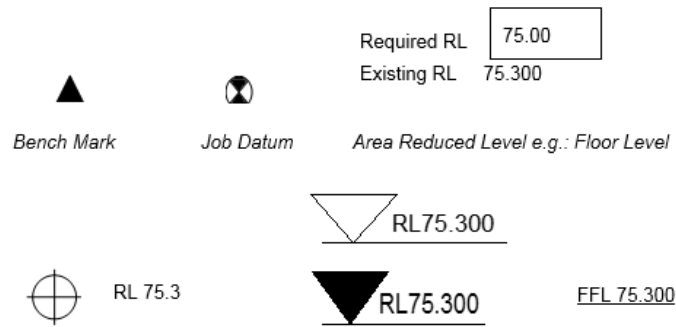 Required RL 75.00
Existing RL 75.300
Bench Mark Job Datum Area Reduced Level e.g.: Floor Level
RL75.300
RL 75.3 RL75.300 FFL 75.300